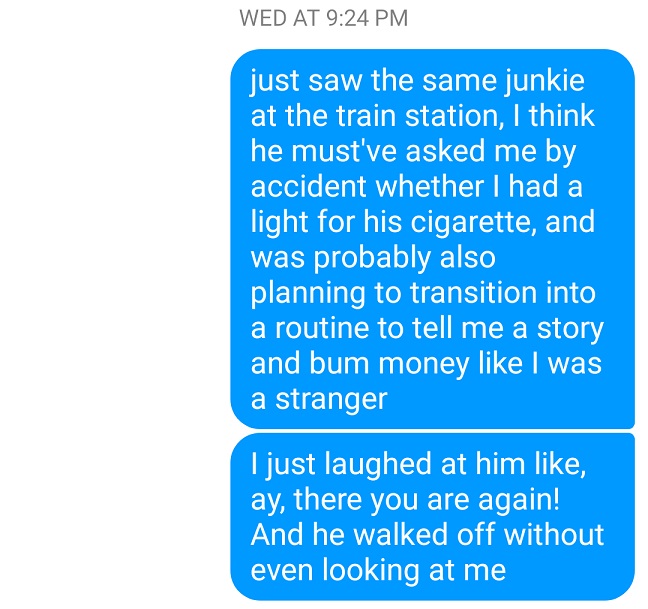 WED AT 9:24 PM
just saw the same junkie
at the train station, I think
he must've asked me by
accident whether I had a
light for his cigarette, and
was probably also
planning to transition into
a routine to tell me a story
and bum money like I was
a stranger
I just laughed at him like,
ay, there you are again!
And he walked off without
even looking at me